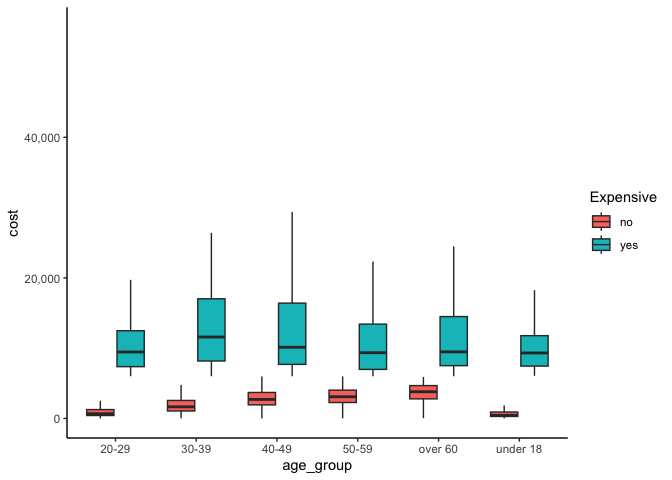 40,000
20,000
0
cost
20-29 30-39 40-49 50-59 over 60 under 18
age_group
Expensive
no
yes